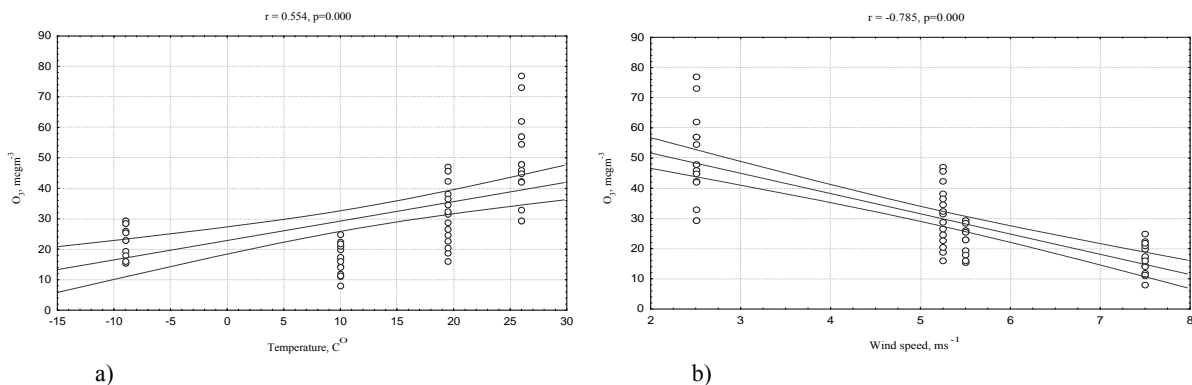 r = 0.554, p=0.000
90
80
70
60
50
40
30
20
10
0
O₃, mcgm⁻³
-15 -10 -5 0 5 10 15 20 25 30
Temperature, C⁰
a)
r = -0.785, p=0.000
90
80
70
60
50
40
30
20
10
0
O₃, mcgm⁻³
2 3 4 5 6 7 8
Wind speed, ms⁻¹
b)